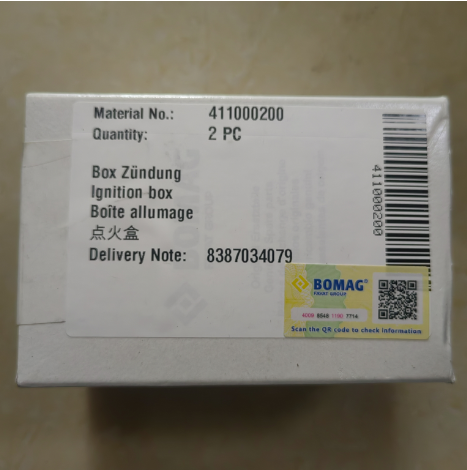 Material No.: 411000200
Quantity: 2 PC
Box Zündung
Ignition box
Boîte allumage
点火盒
Delivery Note: 8387034079
411000200
BOMAG®
FAYAT GROUP
Scan the QR code to check information